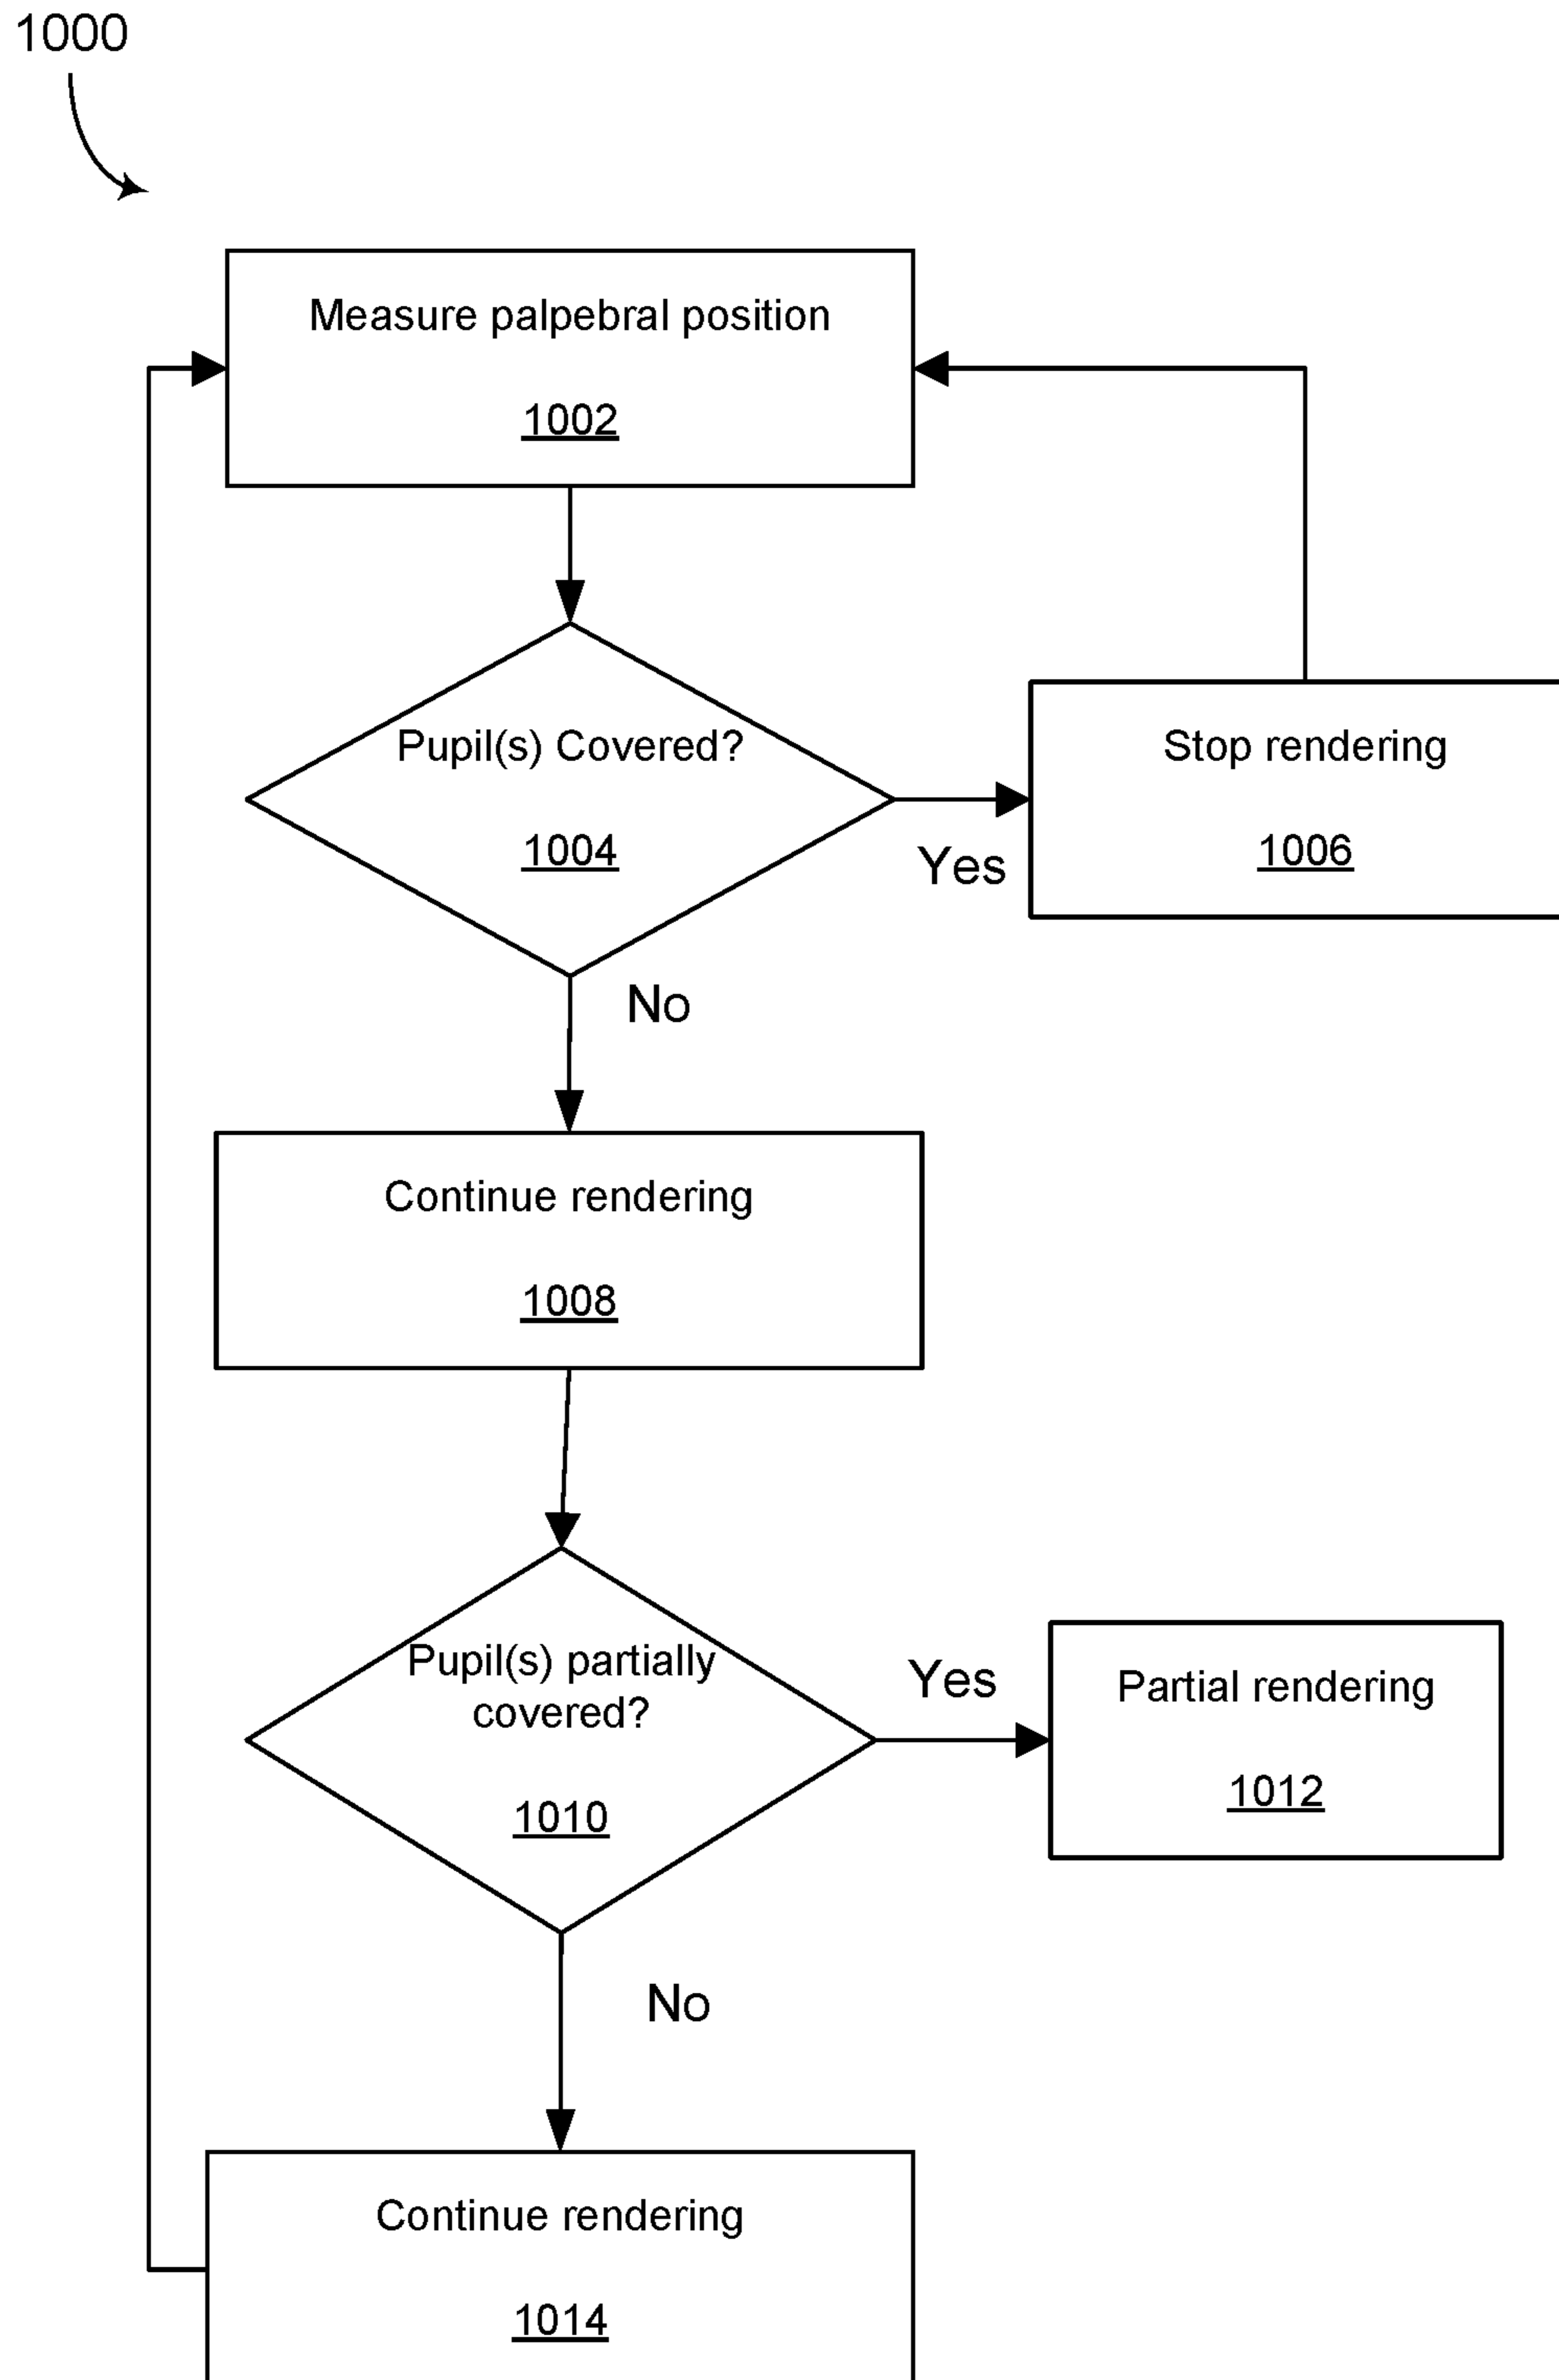 1000
Measure palpebral position
1002
Pupil(s) Covered?
1004
Yes
Stop rendering
1006
No
Continue rendering
1008
Pupil(s) partially
covered?
1010
Yes
Partial rendering
1012
No
Continue rendering
1014